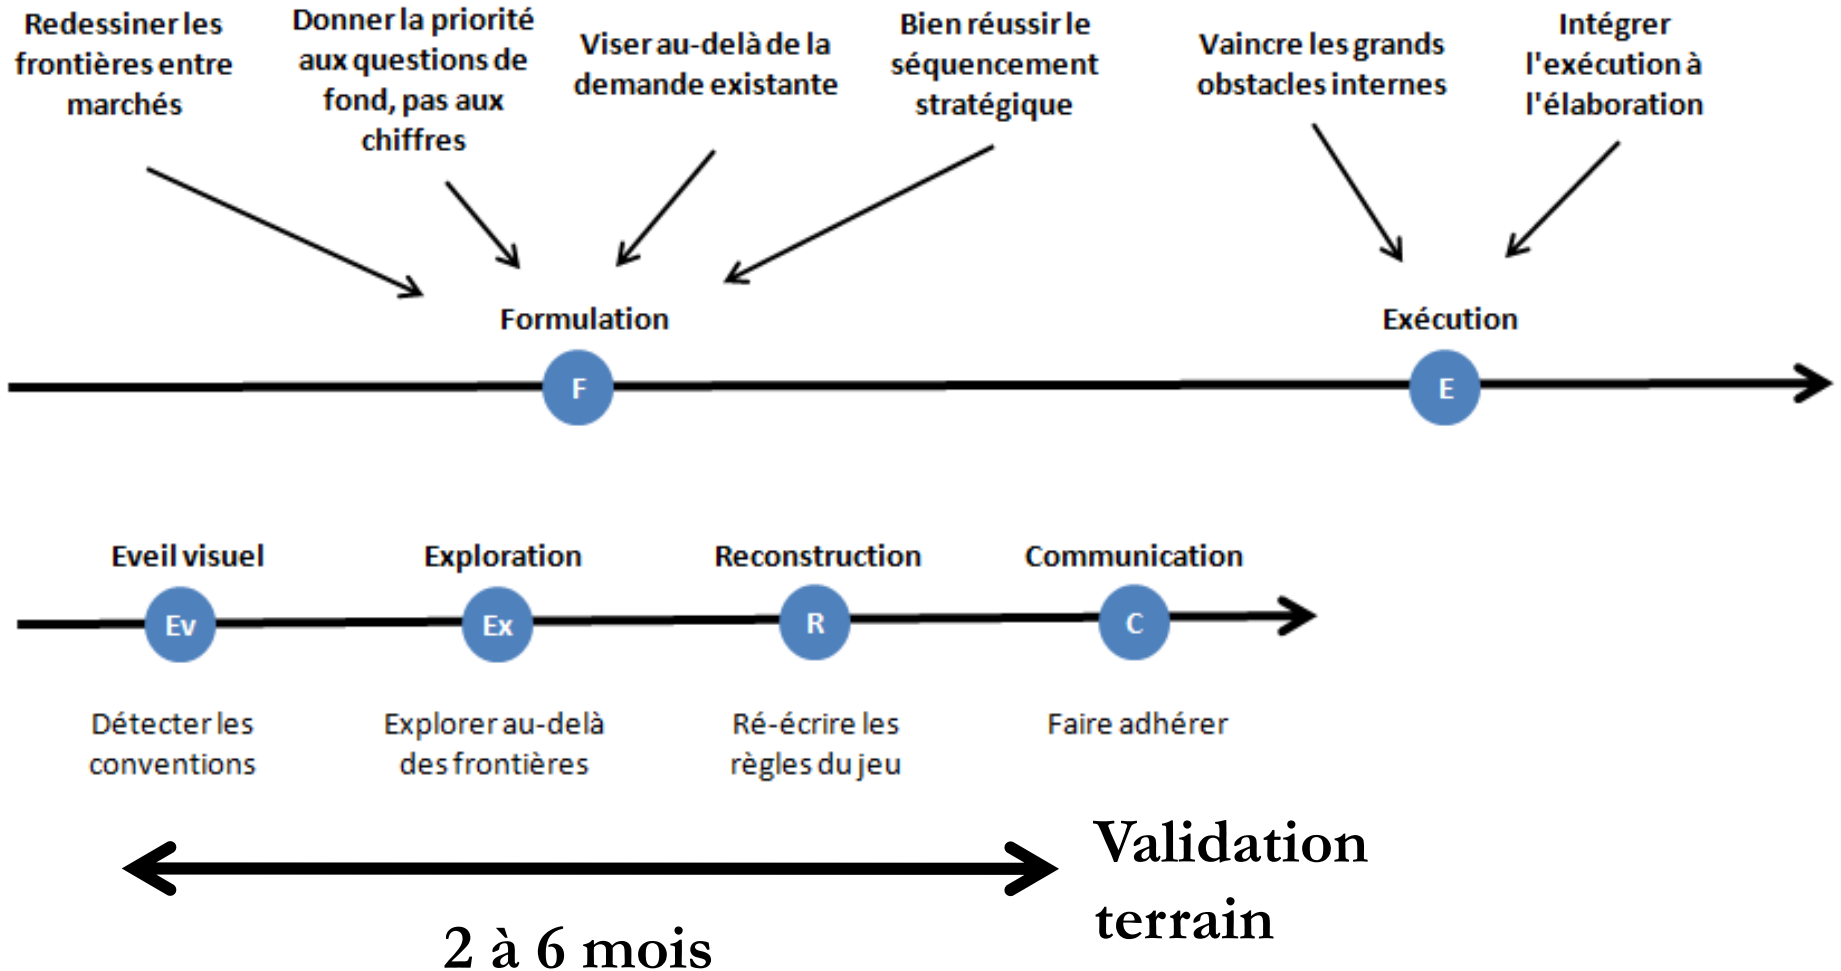 Redessiner les
frontières entre
marchés
Donner la priorité
aux questions de
fond, pas aux
chiffres
Viser au-delà de la
demande existante
Bien réussir le
séquencement
stratégique
Vaincre les grands
obstacles internes
Intégrer
l'exécution à
l'élaboration
Formulation
Exécution
F
E
Eveil visuel
Exploration
Reconstruction
Communication
Ev
Ex
R
C
Détecter les
conventions
Explorer au-delà
des frontières
Ré-écrire les
règles du jeu
Faire adhérer
2 à 6 mois
Validation
terrain